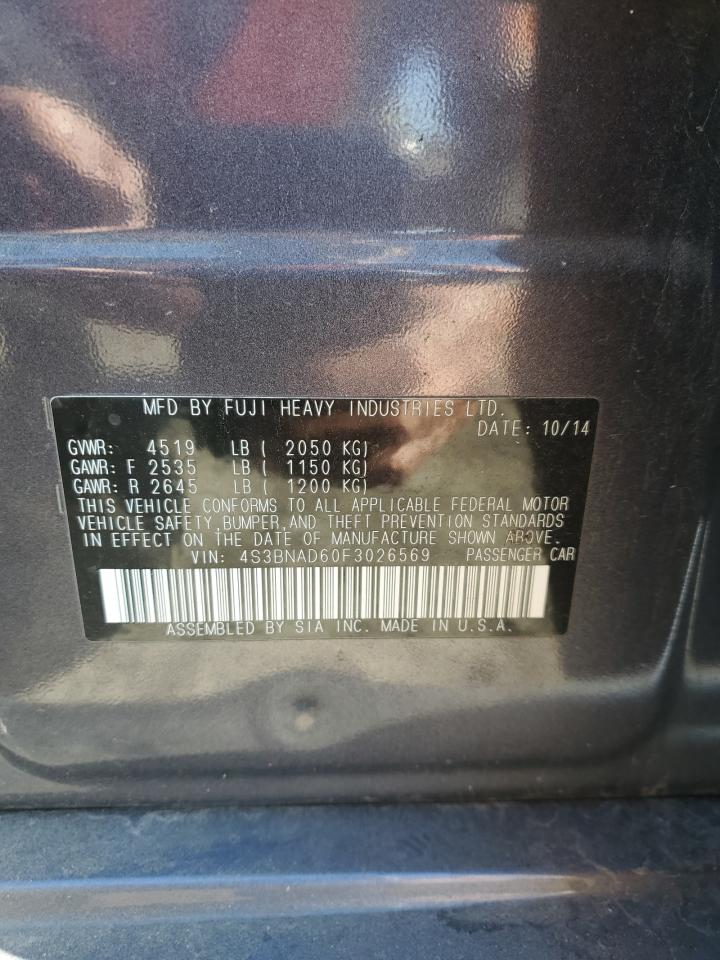 MFD BY FUJI HEAVY INDUSTRIES LTD.
DATE: 10/14
GVWR: 4519 LB ( 2050 KG)
GAWR: F 2535 LB ( 1150 KG)
GAWR: R 2645 LB ( 1200 KG)
THIS VEHICLE CONFORMS TO ALL APPLICABLE FEDERAL MOTOR
VEHICLE SAFETY, BUMPER, AND THEFT PREVENTION STANDARDS
IN EFFECT ON THE DATE OF MANUFACTURE SHOWN ABOVE.
VIN: 4S3BNAD60F3026569 PASSENGER CAR
ASSEMBLED BY SIA INC. MADE IN U.S.A.